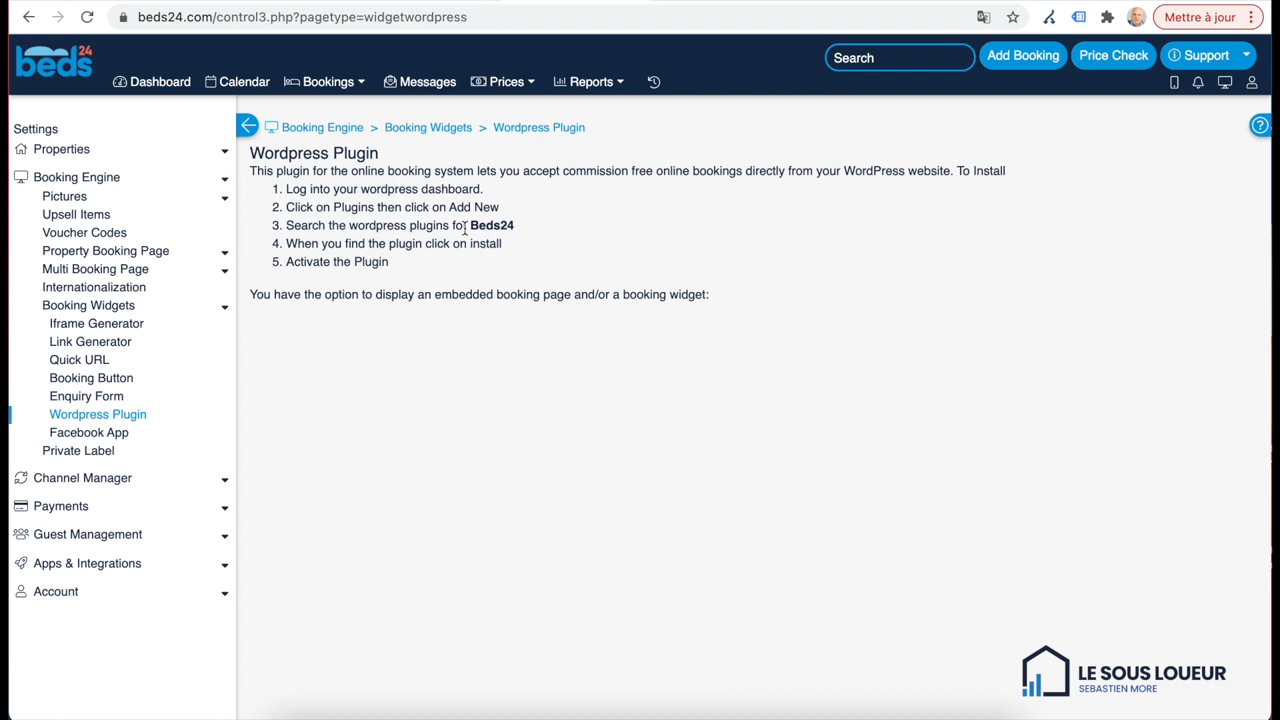 beds24.com/control3.php?pagetype=widgetwordpress
Mettre à jour
beds24
Dashboard
Calendar
Bookings
Messages
Prices
Reports
Search
Add Booking
Price Check
Support
Settings
Properties
Booking Engine
Pictures
Upsell Items
Voucher Codes
Property Booking Page
Multi Booking Page
Internationalization
Booking Widgets
Iframe Generator
Link Generator
Quick URL
Booking Button
Enquiry Form
Wordpress Plugin
Facebook App
Private Label
Channel Manager
Payments
Guest Management
Apps & Integrations
Account
Booking Engine > Booking Widgets > Wordpress Plugin
Wordpress Plugin
This plugin for the online booking system lets you accept commission free online bookings directly from your WordPress website. To Install
1. Log into your wordpress dashboard.
2. Click on Plugins then click on Add New
3. Search the wordpress plugins for Beds24
4. When you find the plugin click on install
5. Activate the Plugin
You have the option to display an embedded booking page and/or a booking widget:
LE SOUS LOUEUR
SEBASTIEN MORE